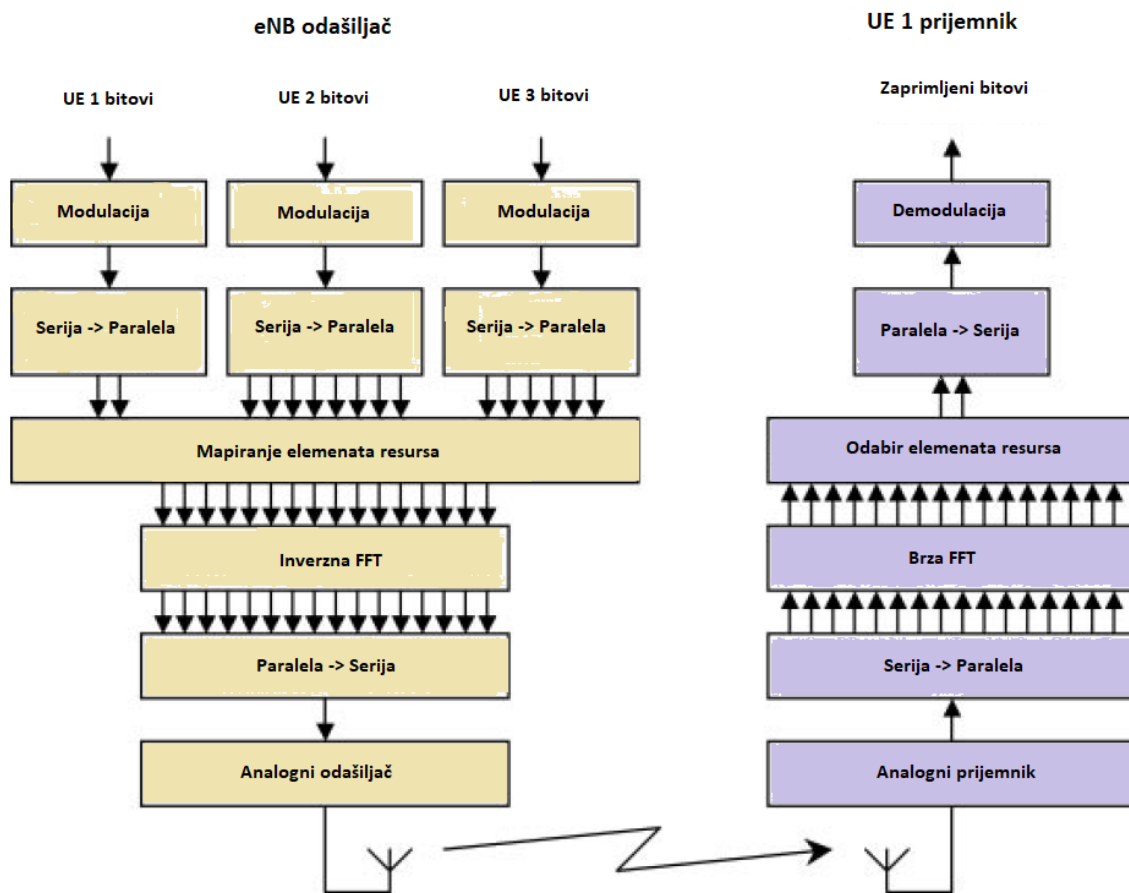 eNB odašiljač
UE 1 prijemnik
UE 1 bitovi
UE 2 bitovi
UE 3 bitovi
Zaprimljeni bitovi
Modulacija
Modulacija
Modulacija
Demodulacija
Serija -> Paralela
Serija -> Paralela
Serija -> Paralela
Paralela -> Serija
Mapiranje elemenata resursa
Odabir elemenata resursa
Inverzna FFT
Brza FFT
Paralela -> Serija
Serija -> Paralela
Analogni odašiljač
Analogni prijemnik